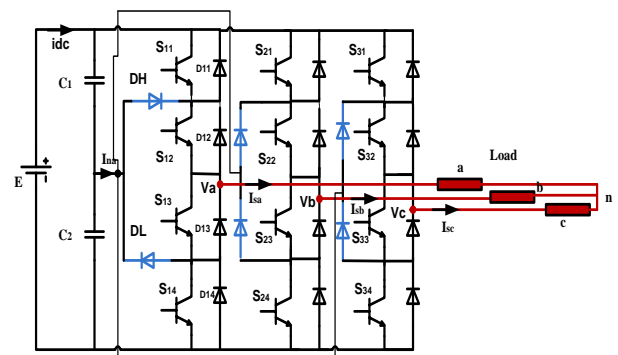 idc
S11
S21
S31
C1
DH
D11
D12
S12
S22
S32
Ina
a
Load
E
S13
Va
Isa
Vb
Isb
b
n
Vc
Isc
c
C2
DL
D13
S23
S33
S14
D14
S24
S34